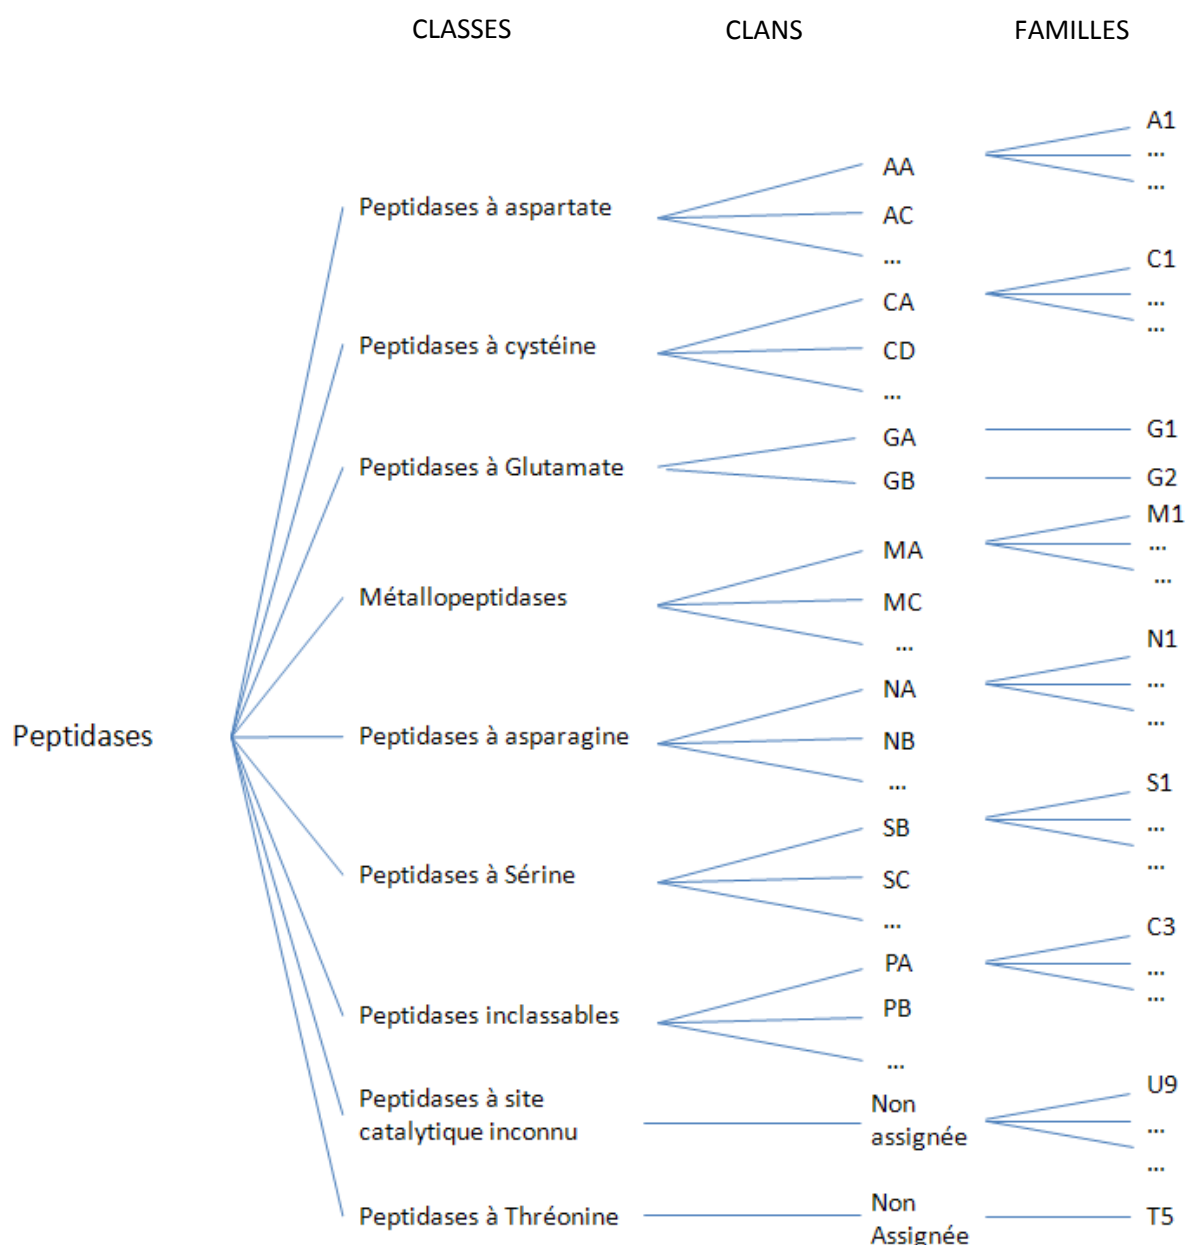 CLASSES CLANS FAMILLES
A1
...
AA
...
Peptidases à aspartate
AC
...
C1
CA
...
...
Peptidases à cystéine
CD
...
G1
GA
Peptidases à Glutamate
GB
G2
M1
MA
...
...
Métallopeptidases
MC
...
N1
NA
...
...
Peptidases
Peptidases à asparagine
NB
...
S1
SB
...
...
Peptidases à Sérine
SC
...
C3
PA
...
...
Peptidases inclassables
PB
...
U9
Peptidases à site
catalytique inconnu
Non
assignée
...
...
Peptidases à Thréonine
Non
Assignée
T5